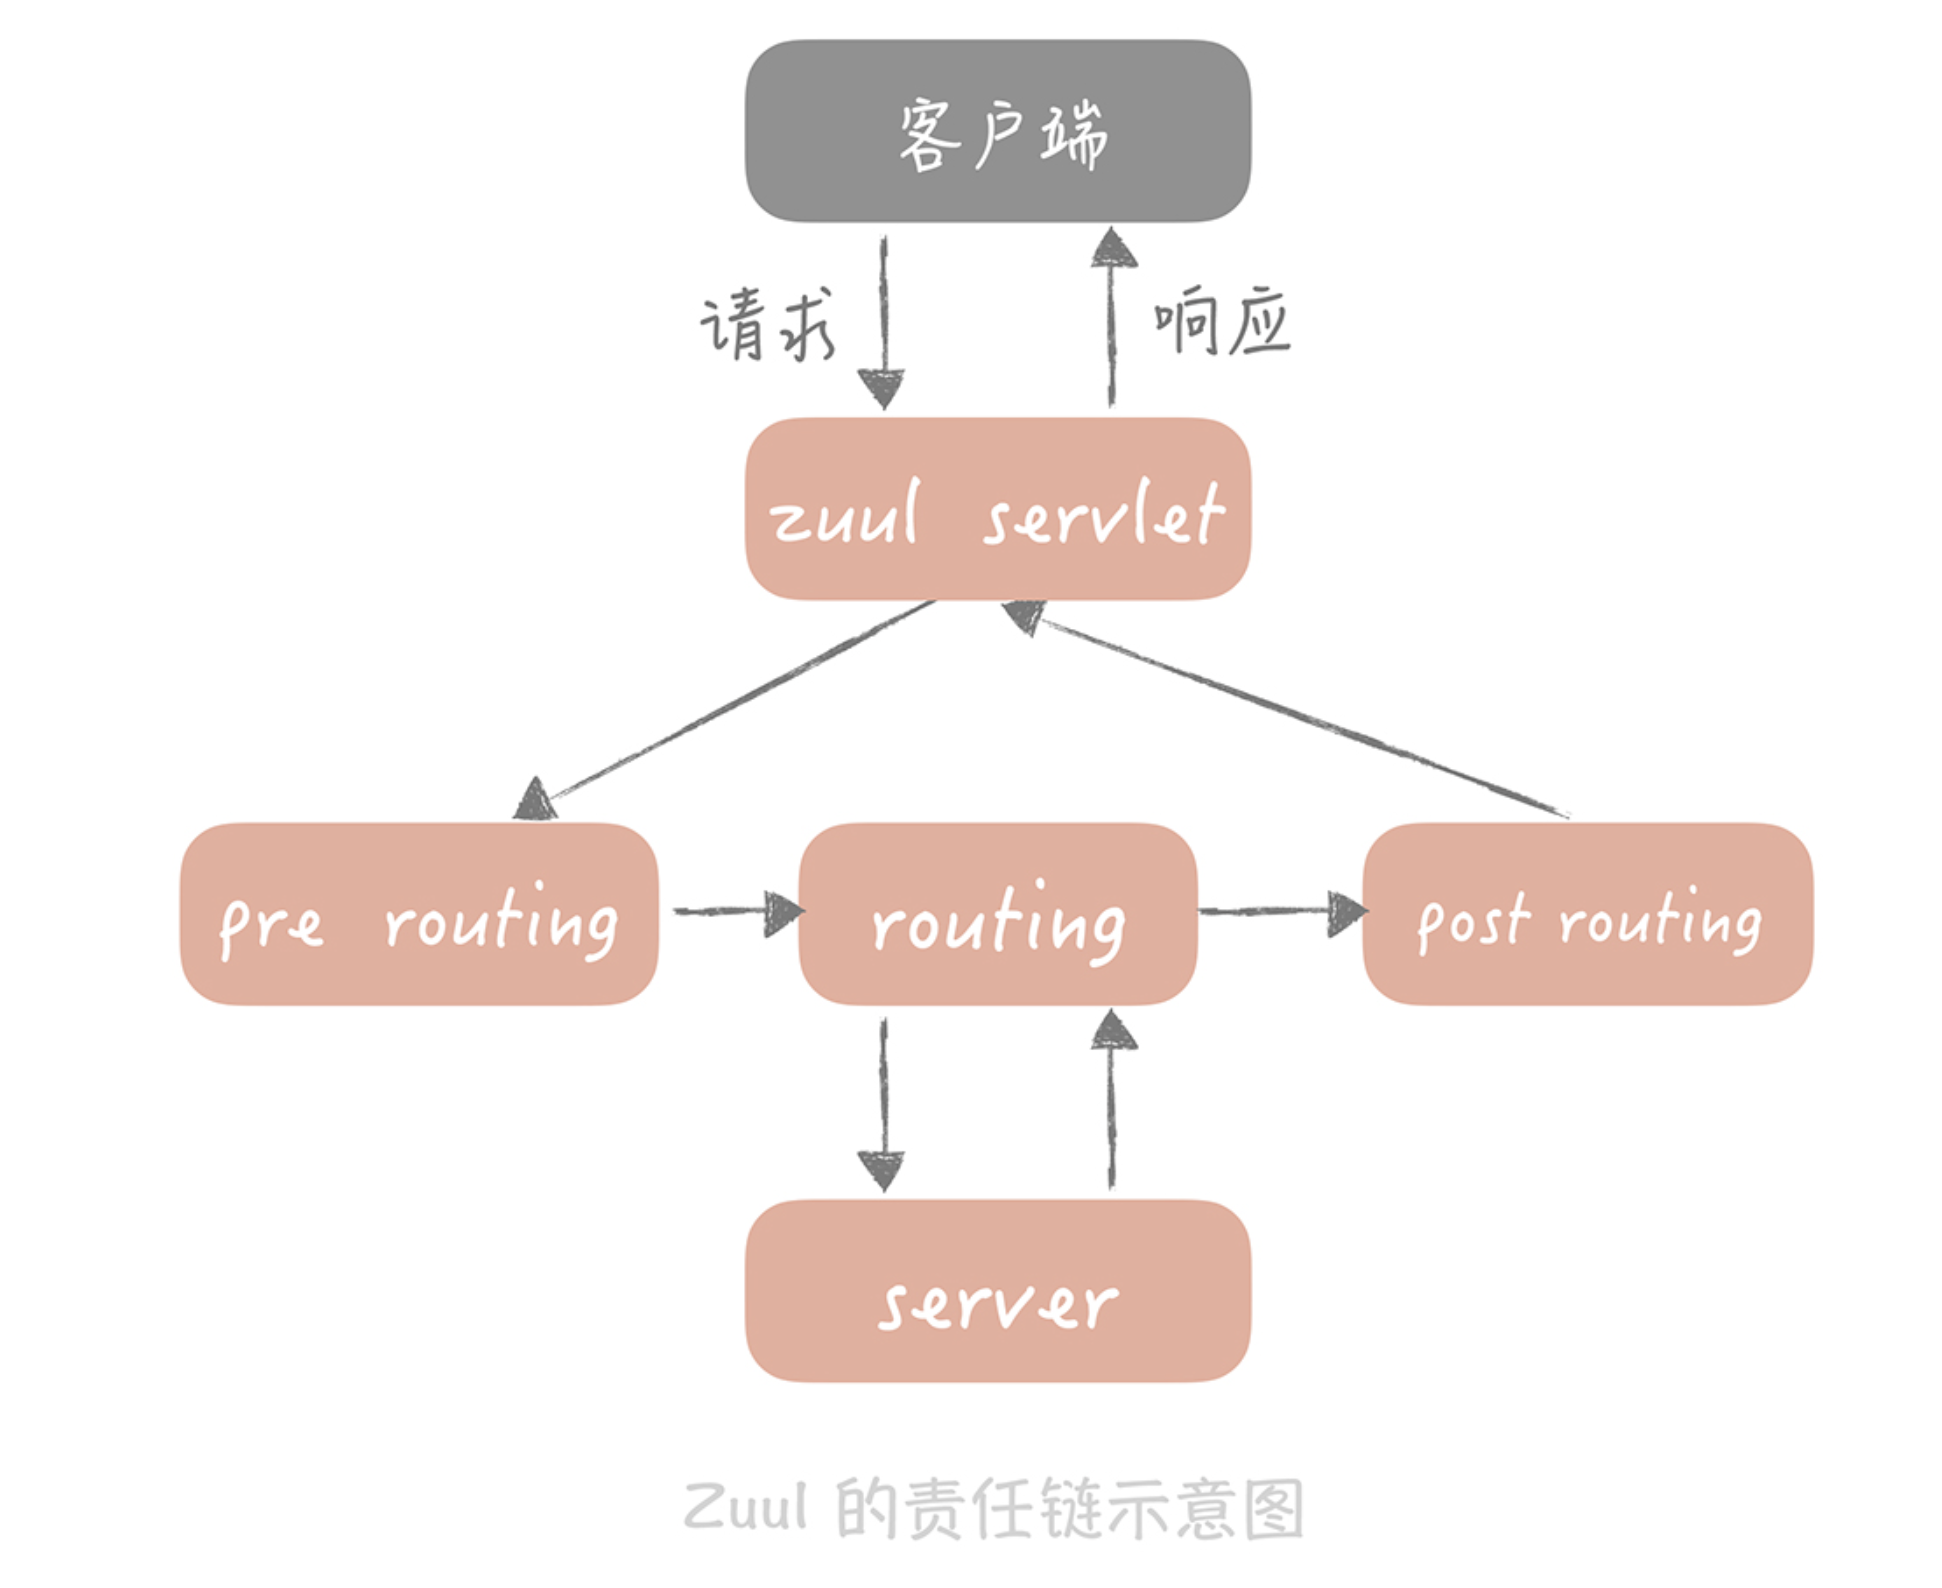 客户端
请求
响应
zuul servlet
pre routing
routing
post routing
server
Zuul 的责任链示意图